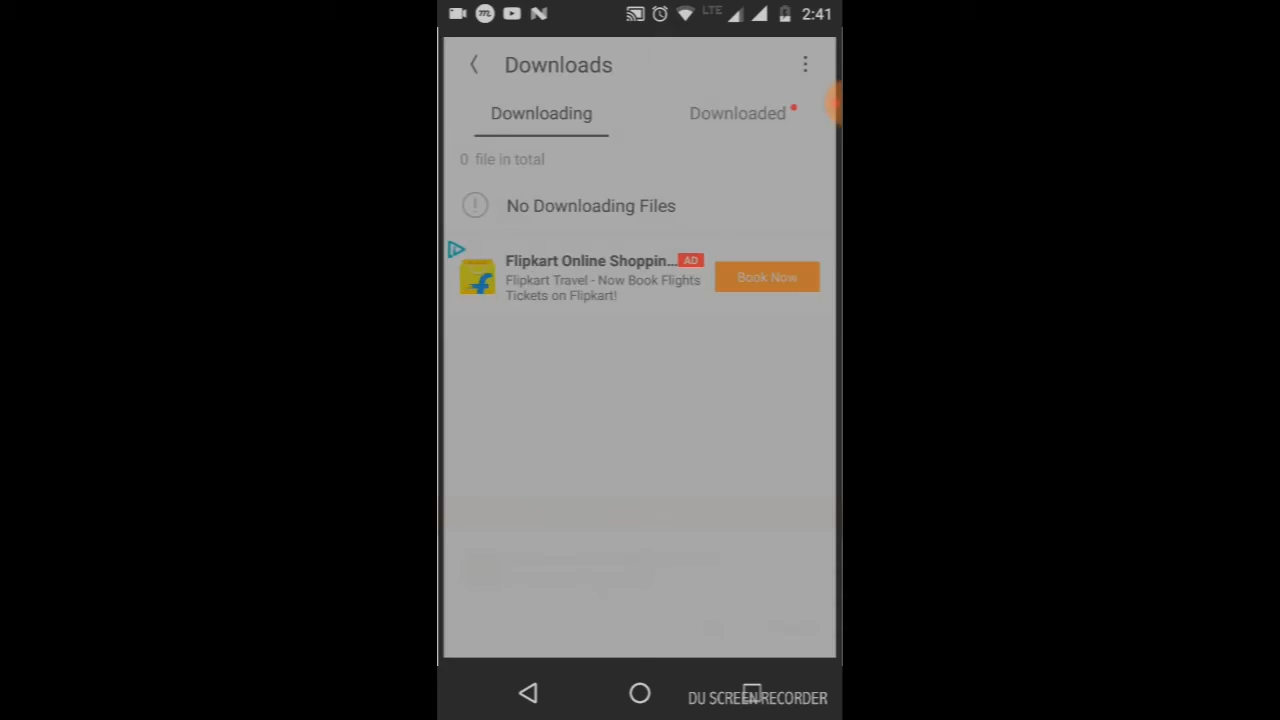 LTE 2:41
Downloads
Downloading Downloaded
0 file in total
No Downloading Files
Flipkart Online Shoppin... AD
Flipkart Travel - Now Book Flights
Tickets on Flipkart!
Book Now
DU SCREEN RECORDER